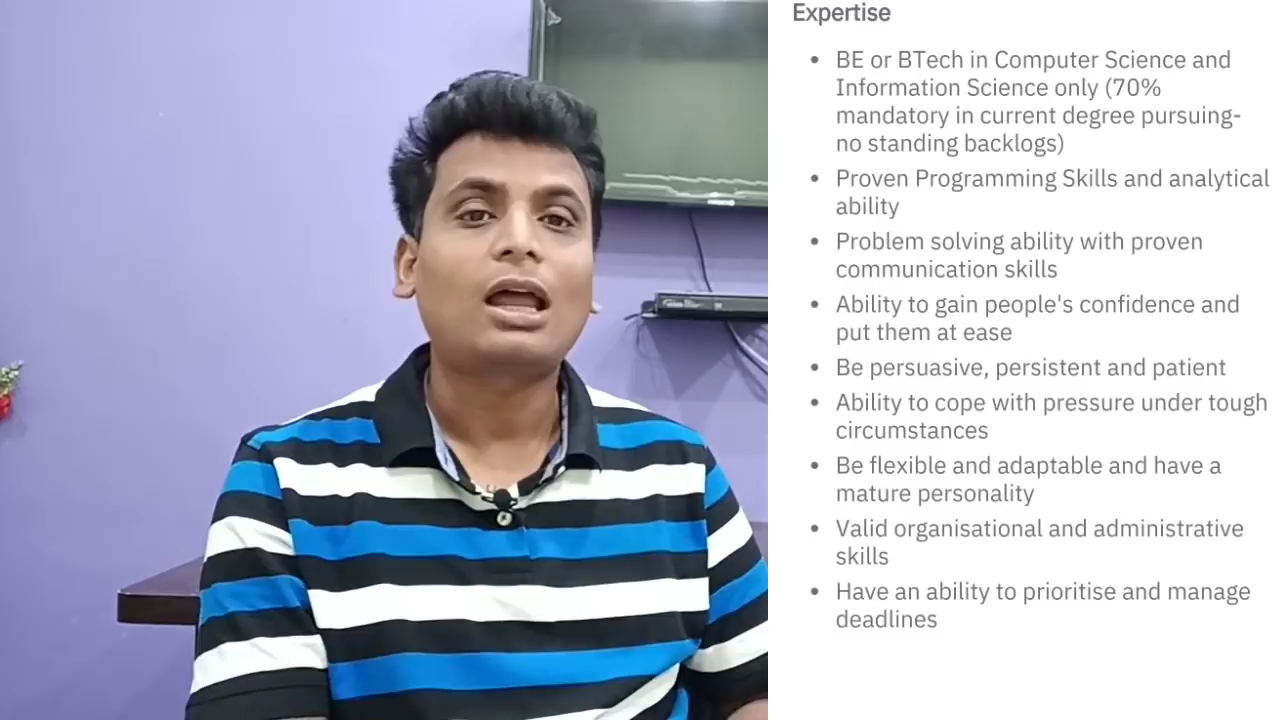 Expertise
BE or BTech in Computer Science and
Information Science only (70%
mandatory in current degree pursuing-
no standing backlogs)
Proven Programming Skills and analytical
ability
Problem solving ability with proven
communication skills
Ability to gain people's confidence and
put them at ease
Be persuasive, persistent and patient
Ability to cope with pressure under tough
circumstances
Be flexible and adaptable and have a
mature personality
Valid organisational and administrative
skills
Have an ability to prioritise and manage
deadlines